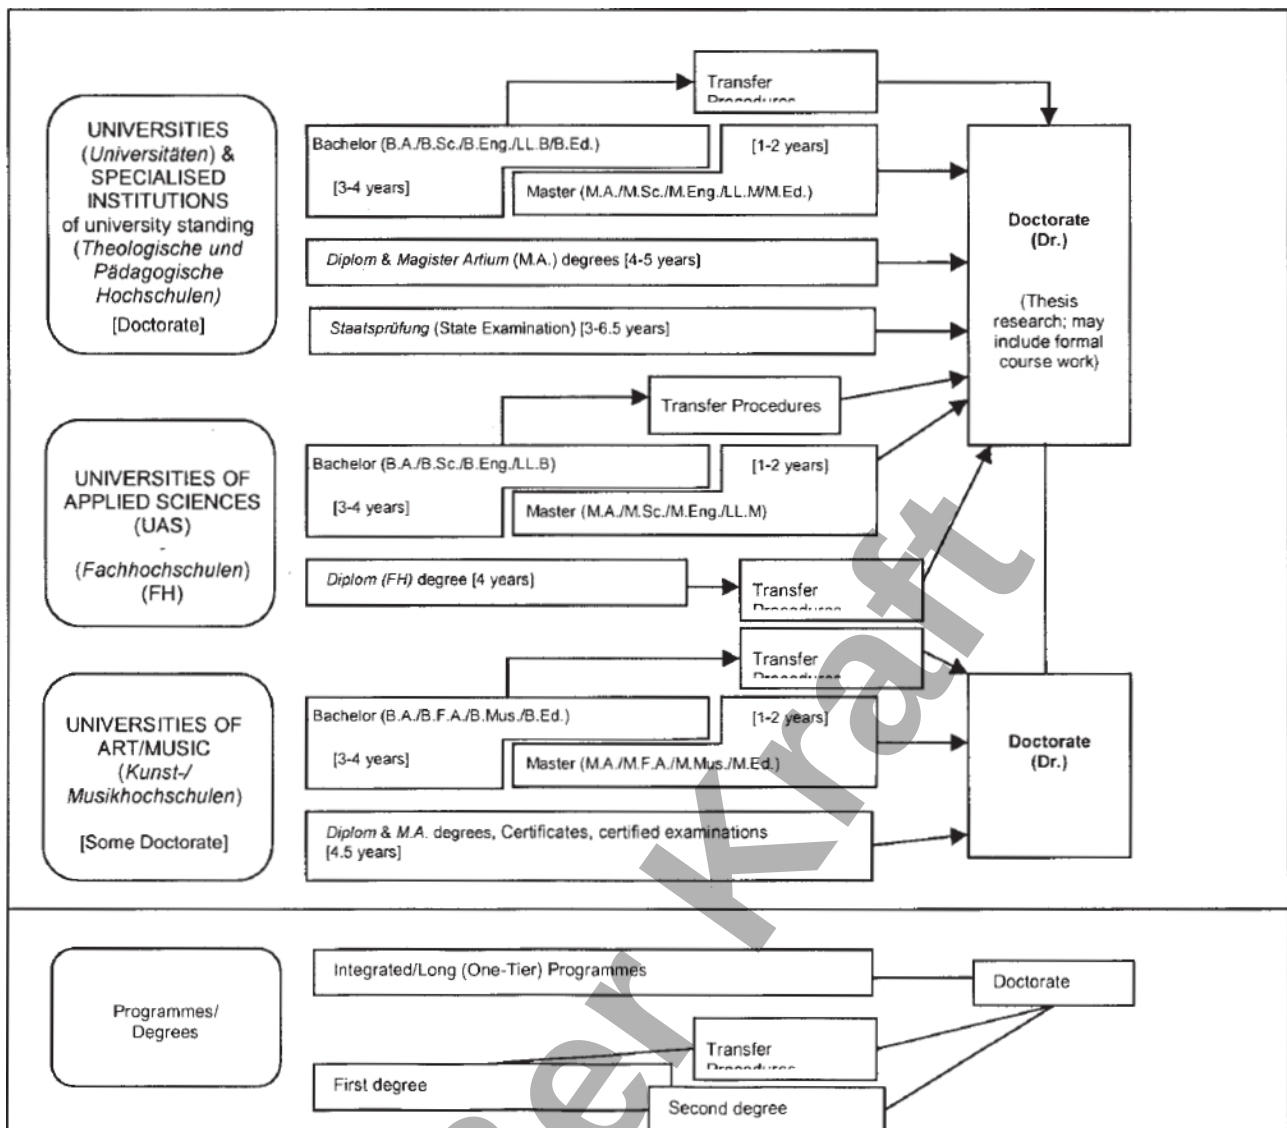 UNIVERSITIES
(Universitäten) &
SPECIALISED
INSTITUTIONS
of university standing
(Theologische und
Pädagogische
Hochschulen)
[Doctorate]
Transfer
Procedures
Bachelor (B.A./B.Sc./B.Eng./LL.B/B.Ed.)
[3-4 years]
[1-2 years]
Master (M.A./M.Sc./M.Eng./LL.M/M.Ed.)
Diplom & Magister Artium (M.A.) degrees [4-5 years]
Staatsprüfung (State Examination) [3-6.5 years]
Doctorate
(Dr.)
(Thesis
research; may
include formal
course work)
UNIVERSITIES OF
APPLIED SCIENCES
(UAS)
-
(Fachhochschulen)
(FH)
Transfer Procedures
Bachelor (B.A./B.Sc./B.Eng./LL.B)
[3-4 years]
[1-2 years]
Master (M.A./M.Sc./M.Eng./LL.M)
Diplom (FH) degree [4 years]
Transfer
Procedures
UNIVERSITIES OF
ART/MUSIC
(Kunst-/
Musikhochschulen)
[Some Doctorate]
Transfer
Procedures
Bachelor (B.A./B.F.A./B.Mus./B.Ed.)
[3-4 years]
[1-2 years]
Master (M.A./M.F.A./M.Mus./M.Ed.)
Diplom & M.A. degrees, Certificates, certified examinations
[4.5 years]
Doctorate
(Dr.)
Programmes/
Degrees
Integrated/Long (One-Tier) Programmes
Doctorate
Transfer
Procedures
First degree
Second degree
er Kraft